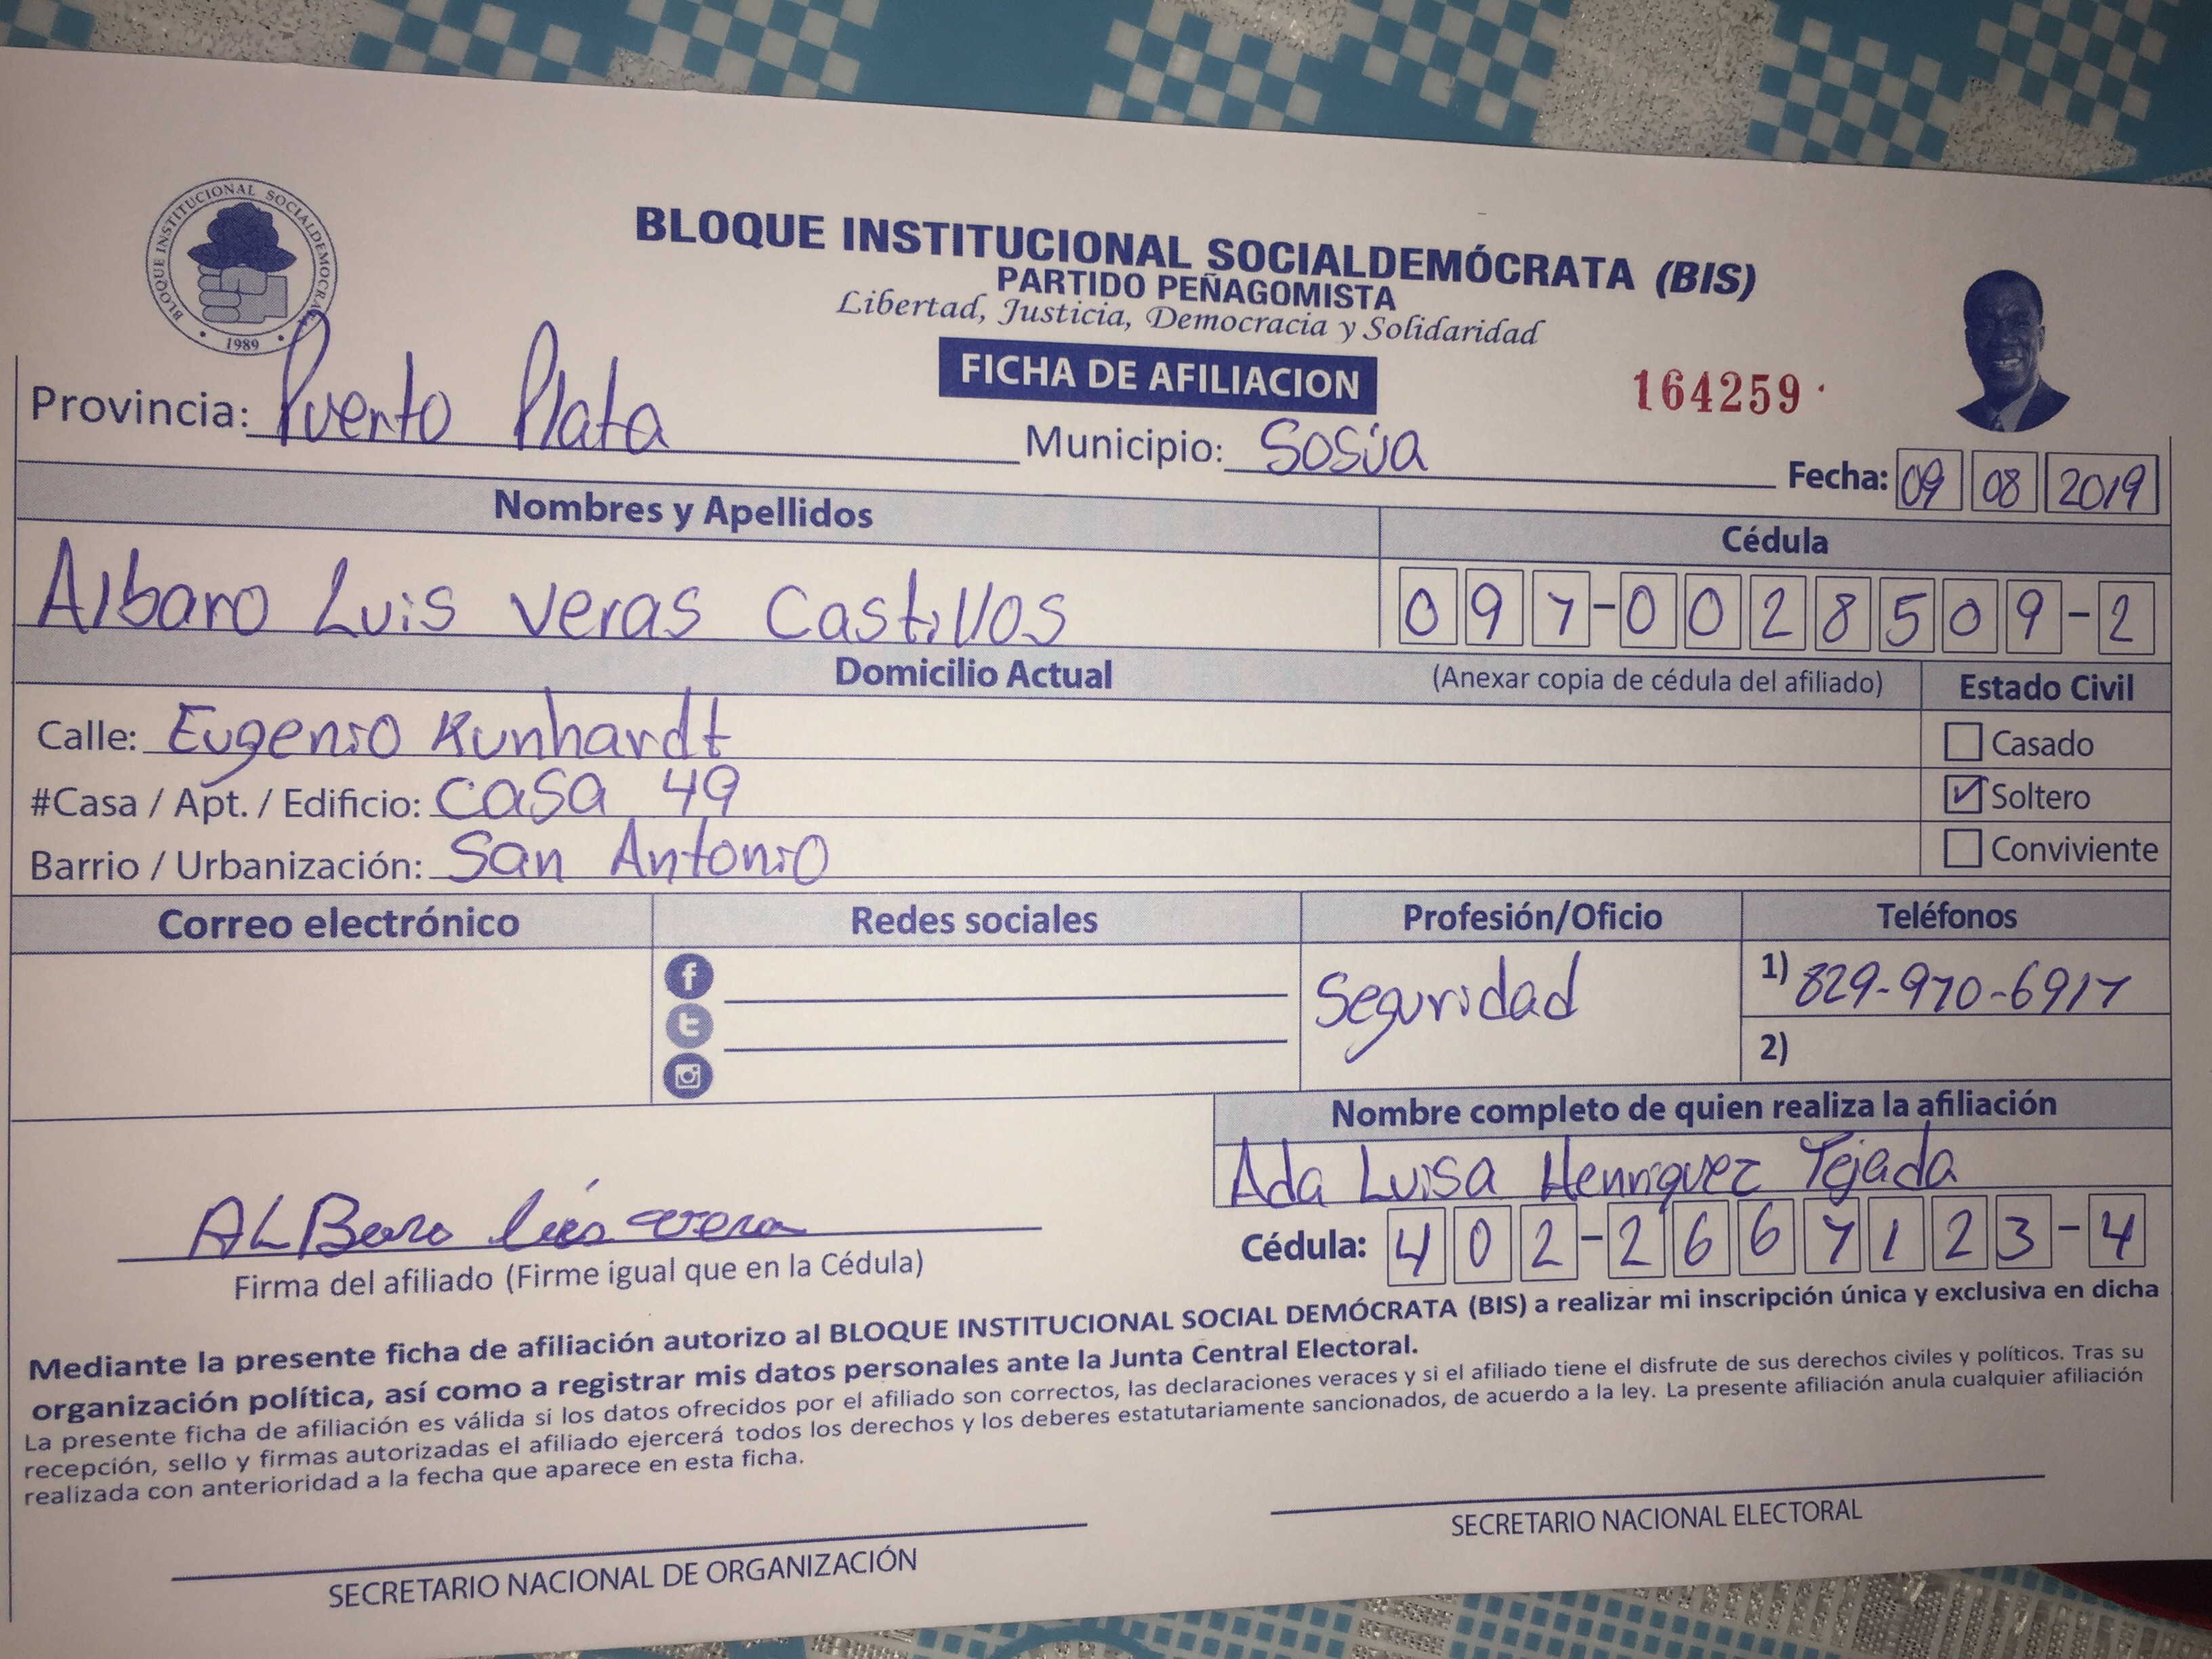 BLOQUE INSTITUCIONAL SOCIALDEMOCRATA
1989
BLOQUE INSTITUCIONAL SOCIALDEMÓCRATA (BIS)
PARTIDO PEÑAGOMISTA
Libertad, Justicia, Democracia y Solidaridad
FICHA DE AFILIACION
164259
Provincia: Puerto Plata
Municipio: Sosúa
Fecha: 09 08 2019
Nombres y Apellidos
Cédula
Albaro Luis Veras Castillos
097-0028509-2
Domicilio Actual
(Anexar copia de cédula del afiliado)
Estado Civil
Calle: Eugenio Kunhardt
Casado
#Casa / Apt. / Edificio: Casa 49
Soltero
Barrio / Urbanización: San Antonio
Conviviente
Correo electrónico
Redes sociales
Profesión/Oficio
Teléfonos
f
t
Seguridad
1) 829-970-6917
2)
Nombre completo de quien realiza la afiliación
Ada Luisa Henriquez Tejada
Cédula: 402-2667123-4
ALBaro luis vera
Firma del afiliado (Firme igual que en la Cédula)
Mediante la presente ficha de afiliación autorizo al BLOQUE INSTITUCIONAL SOCIAL DEMÓCRATA (BIS) a realizar mi inscripción única y exclusiva en dicha
organización política, así como a registrar mis datos personales ante la Junta Central Electoral.
La presente ficha de afiliación es válida si los datos ofrecidos por el afiliado son correctos, las declaraciones veraces y si el afiliado tiene el disfrute de sus derechos civiles y políticos. Tras su
recepción, sello y firmas autorizadas el afiliado ejercerá todos los derechos y los deberes estatutariamente sancionados, de acuerdo a la ley. La presente afiliación anula cualquier afiliación
realizada con anterioridad a la fecha que aparece en esta ficha.
SECRETARIO NACIONAL DE ORGANIZACIÓN
SECRETARIO NACIONAL ELECTORAL